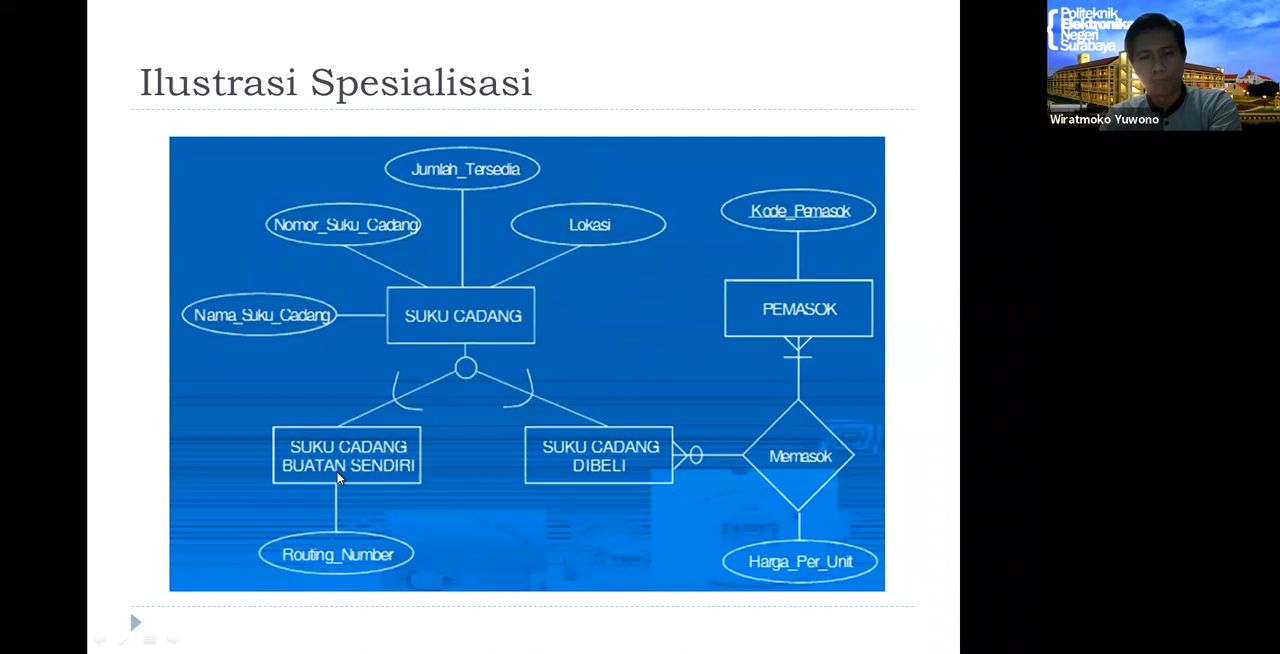 Ilustrasi Spesialisasi
Jumlah_Tersedia
Nomor_Suku_Cadang
Lokasi
Kode_Pemasok
Nama_Suku_Cadang
SUKU CADANG
PEMASOK
SUKU CADANG
BUATAN SENDIRI
SUKU CADANG
DIBELI
Memasok
Routing_Number
Harga_Per_Unit
Politeknik
Elektronika
Negeri
Surabaya
Wiratmoko Yuwono